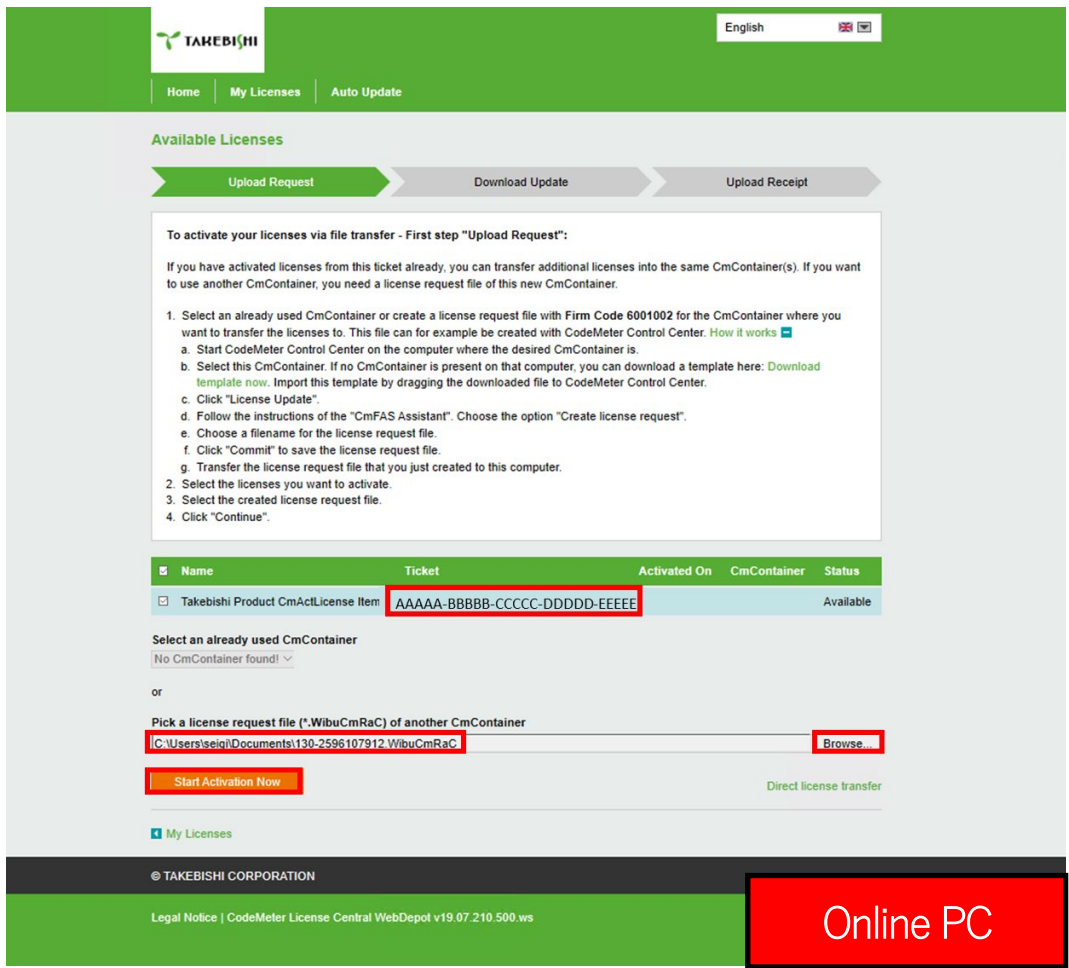 TAKEBISHI
English
Home
My Licenses
Auto Update
Available Licenses
Upload Request
Download Update
Upload Receipt
To activate your licenses via file transfer - First step "Upload Request":
If you have activated licenses from this ticket already, you can transfer additional licenses into the same CmContainer(s). If you want
to use another CmContainer, you need a license request file of this new CmContainer.
1. Select an already used CmContainer or create a license request file with Firm Code 6001002 for the CmContainer where you
want to transfer the licenses to. This file can for example be created with CodeMeter Control Center. How it works
a. Start CodeMeter Control Center on the computer where the desired CmContainer is.
b. Select this CmContainer. If no CmContainer is present on that computer, you can download a template here: Download
template now. Import this template by dragging the downloaded file to CodeMeter Control Center.
c. Click "License Update".
d. Follow the instructions of the "CmFAS Assistant". Choose the option "Create license request".
e. Choose a filename for the license request file.
f. Click "Commit" to save the license request file.
g. Transfer the license request file that you just created to this computer.
2. Select the licenses you want to activate.
3. Select the created license request file.
4. Click "Continue".
Name Ticket Activated On CmContainer Status
Takebishi Product CmActLicense Item AAAAA-BBBBB-CCCCC-DDDDD-EEEEE Available
Select an already used CmContainer
No CmContainer found!
or
Pick a license request file (*.WibuCmRaC) of another CmContainer
C:\Users\seigi\Documents\130-2596107912.WibuCmRaC Browse...
Start Activation Now
Direct license transfer
My Licenses
© TAKEBISHI CORPORATION
Legal Notice | CodeMeter License Central WebDepot v19.07.210.500.ws
Online PC